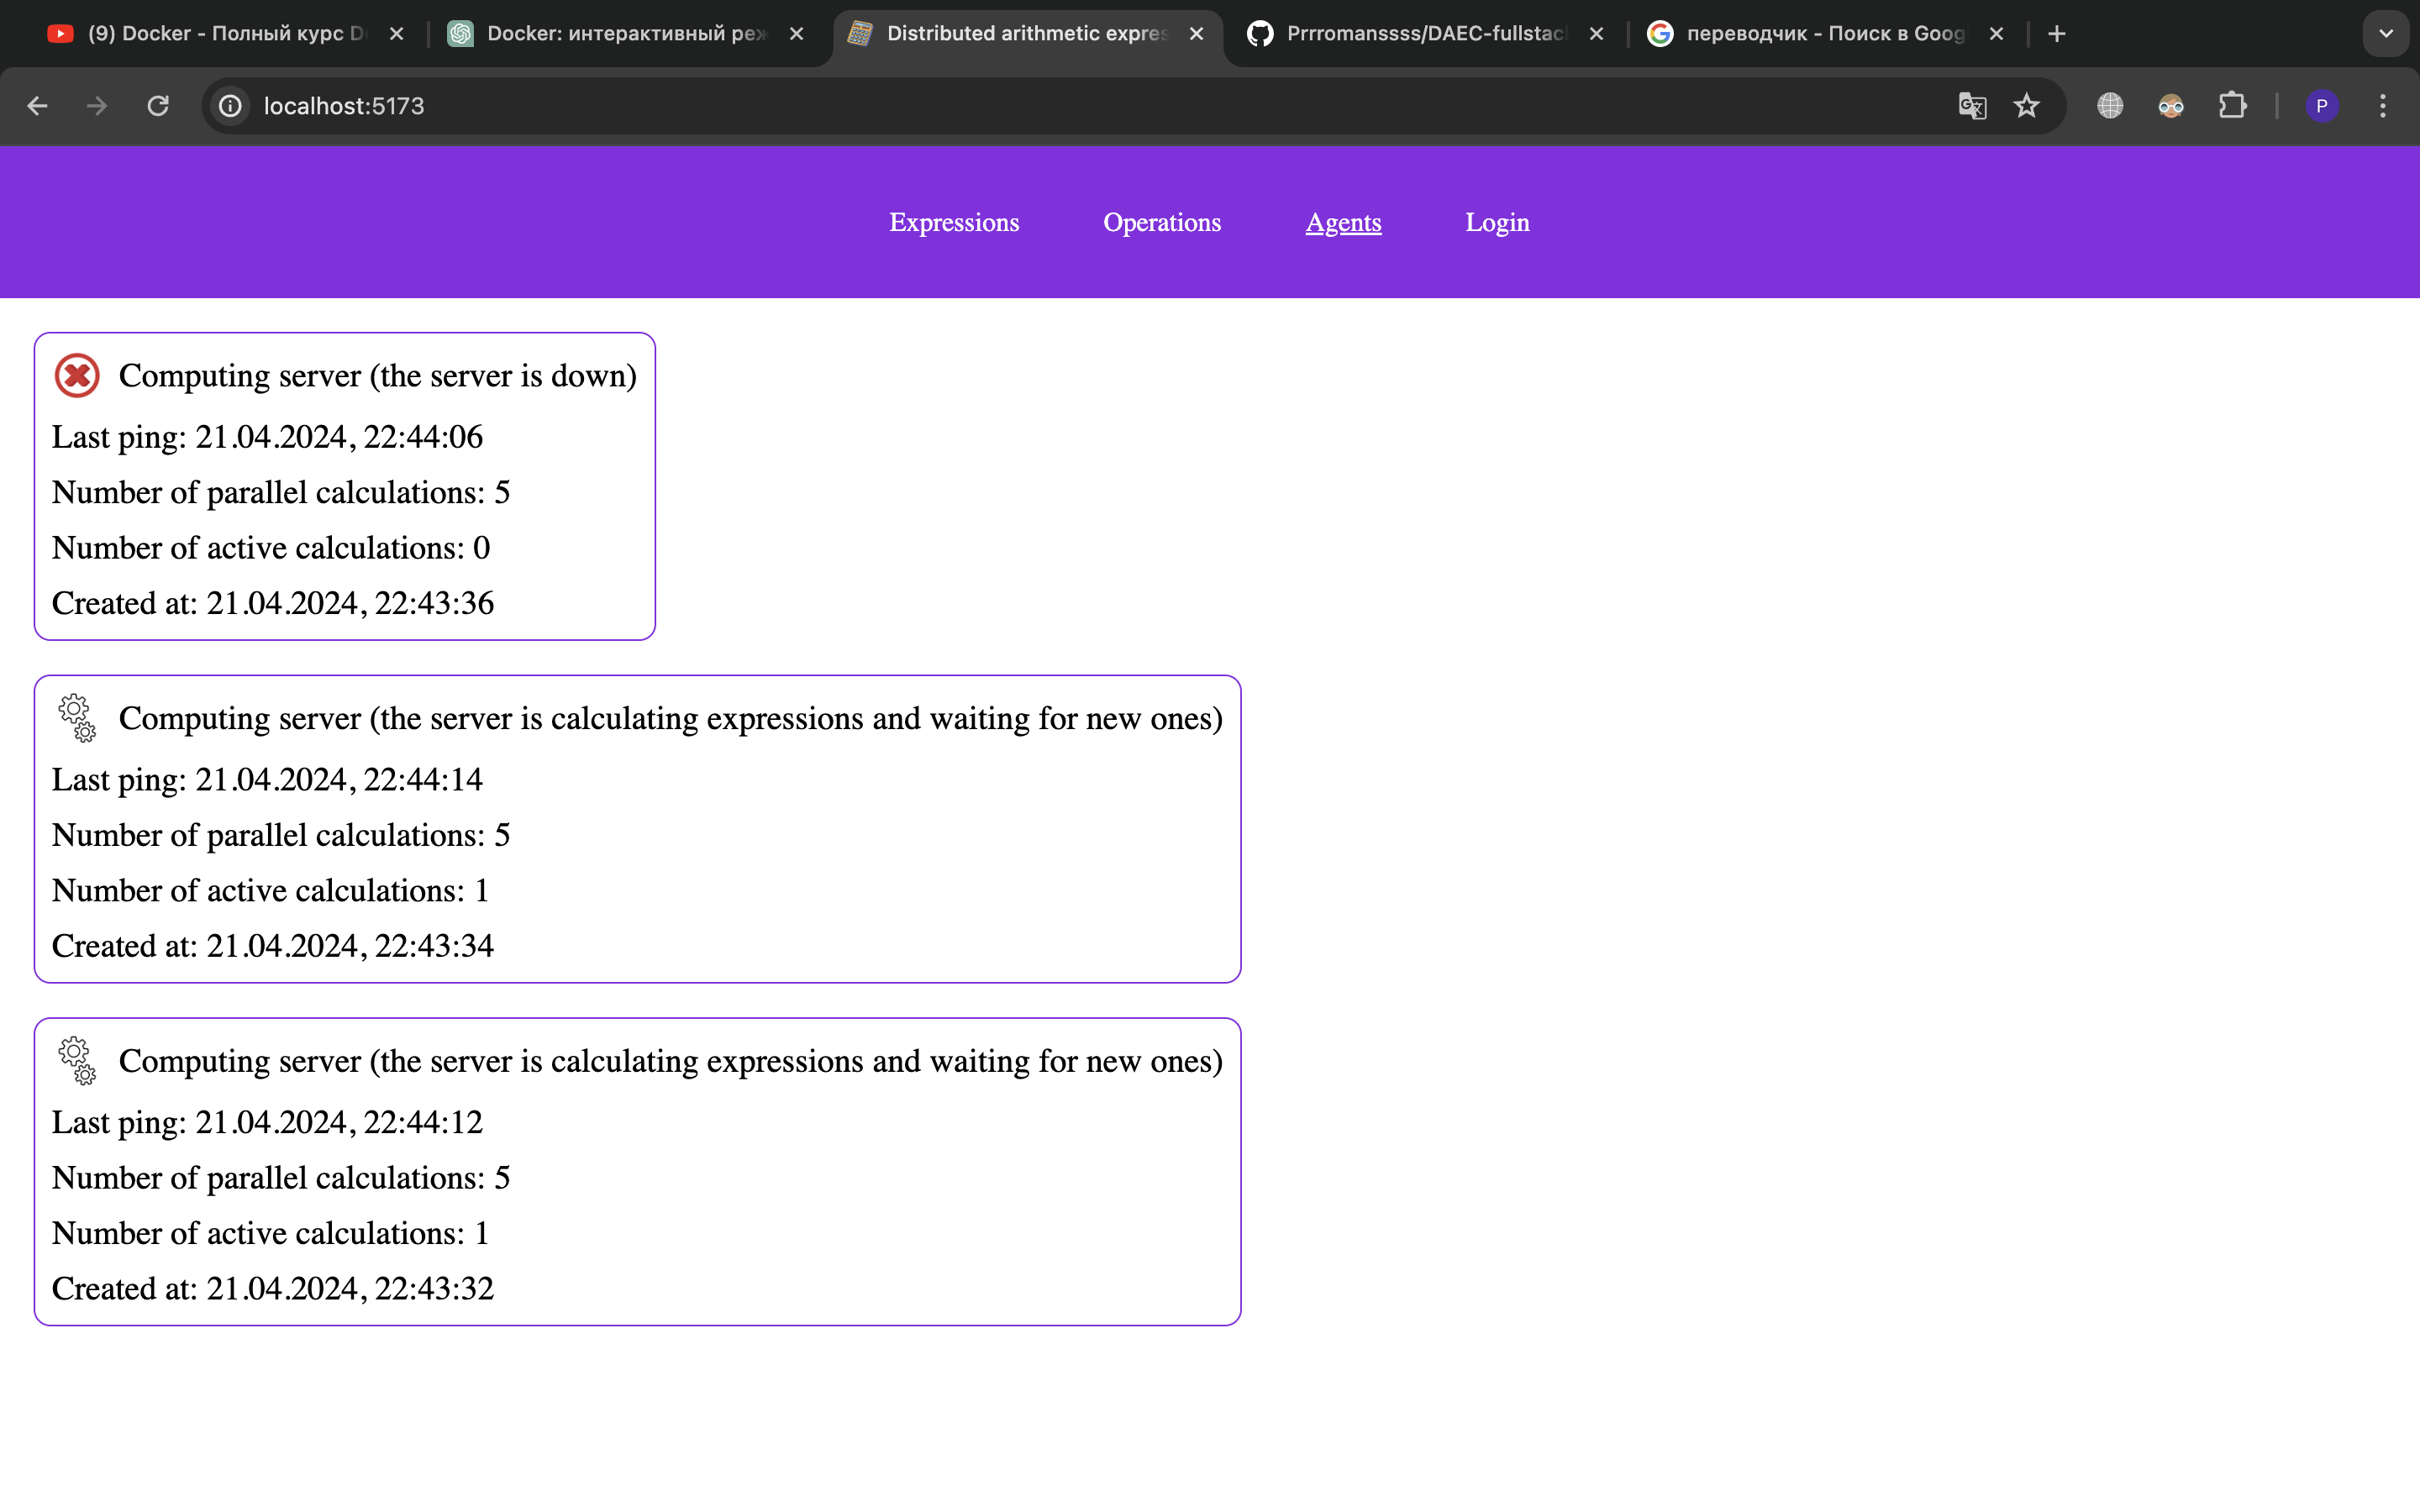 (9) Docker - Полный курс D
Docker: интерактивный реж
Distributed arithmetic expres
Prrromanssss/DAEC-fullstac
переводчик - Поиск в Goog
localhost:5173
P
Expressions
Operations
Agents
Login
Computing server (the server is down)
Last ping: 21.04.2024, 22:44:06
Number of parallel calculations: 5
Number of active calculations: 0
Created at: 21.04.2024, 22:43:36
Computing server (the server is calculating expressions and waiting for new ones)
Last ping: 21.04.2024, 22:44:14
Number of parallel calculations: 5
Number of active calculations: 1
Created at: 21.04.2024, 22:43:34
Computing server (the server is calculating expressions and waiting for new ones)
Last ping: 21.04.2024, 22:44:12
Number of parallel calculations: 5
Number of active calculations: 1
Created at: 21.04.2024, 22:43:32